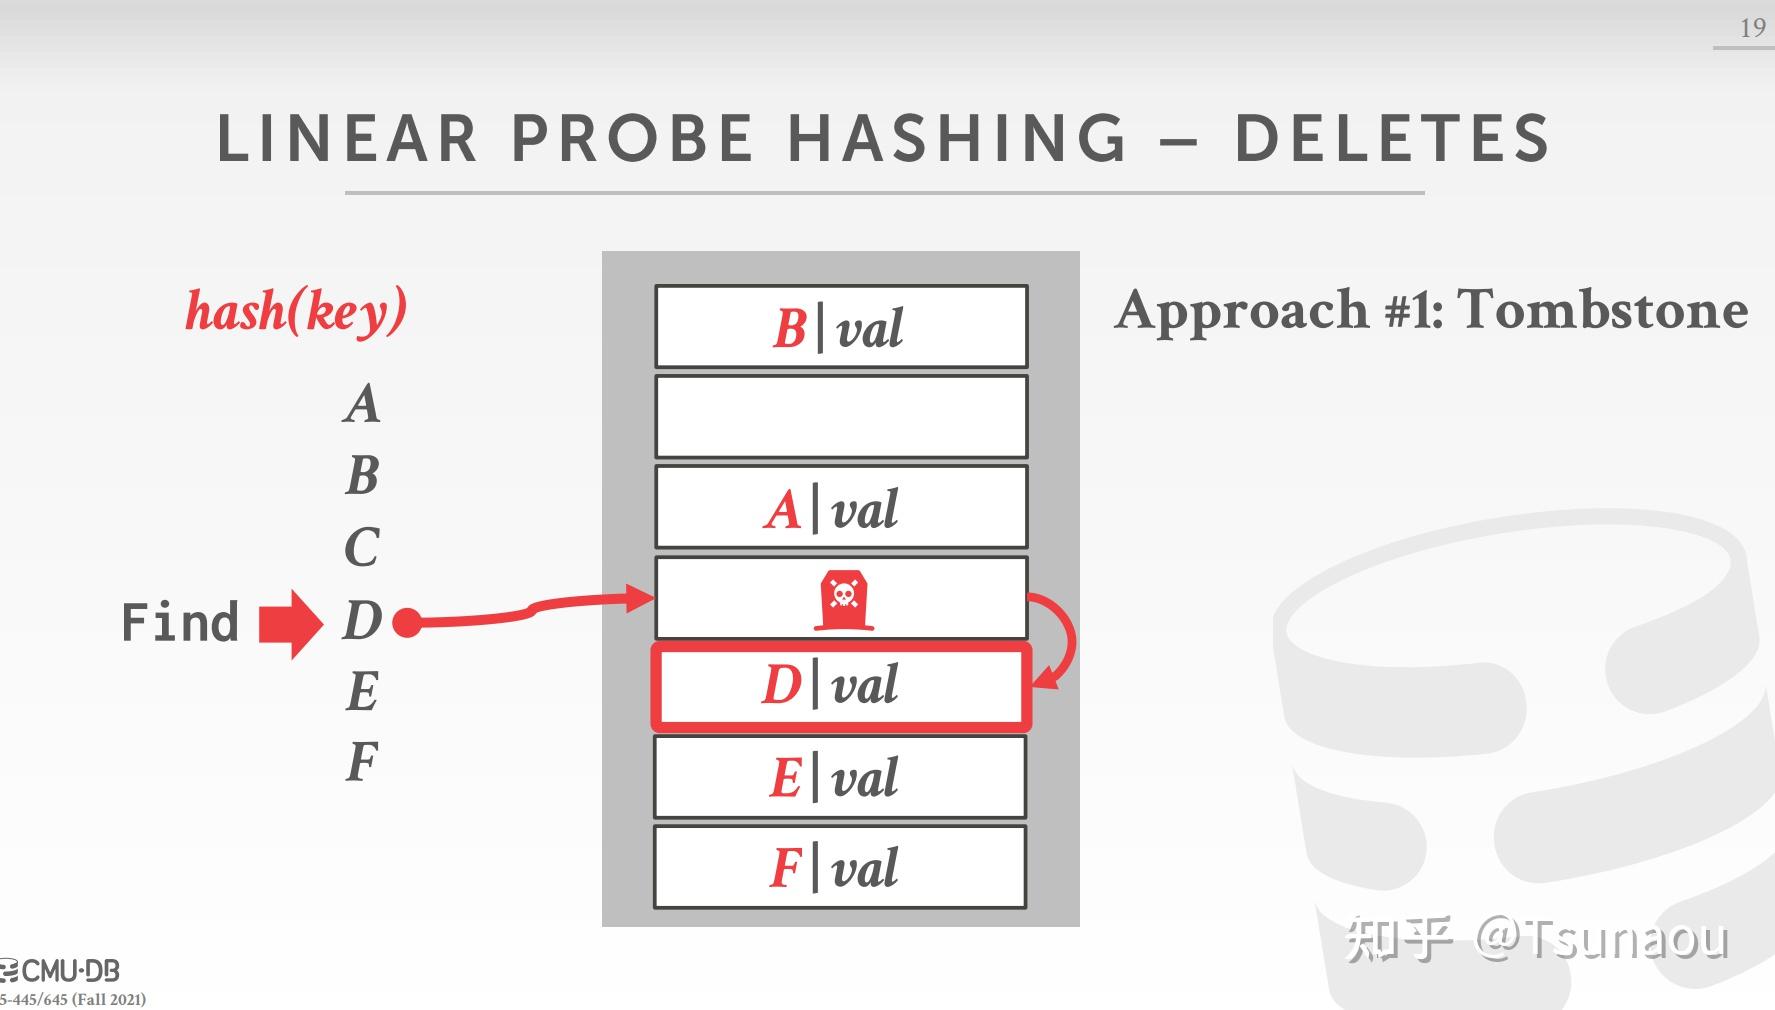 19
LINEAR PROBE HASHING – DELETES
hash(key)
Approach #1: Tombstone
A
B
C
Find D
E
F
B|val
A|val
D|val
E|val
F|val
CMU·DB
5-445/645 (Fall 2021)
知乎 @Tsunaou